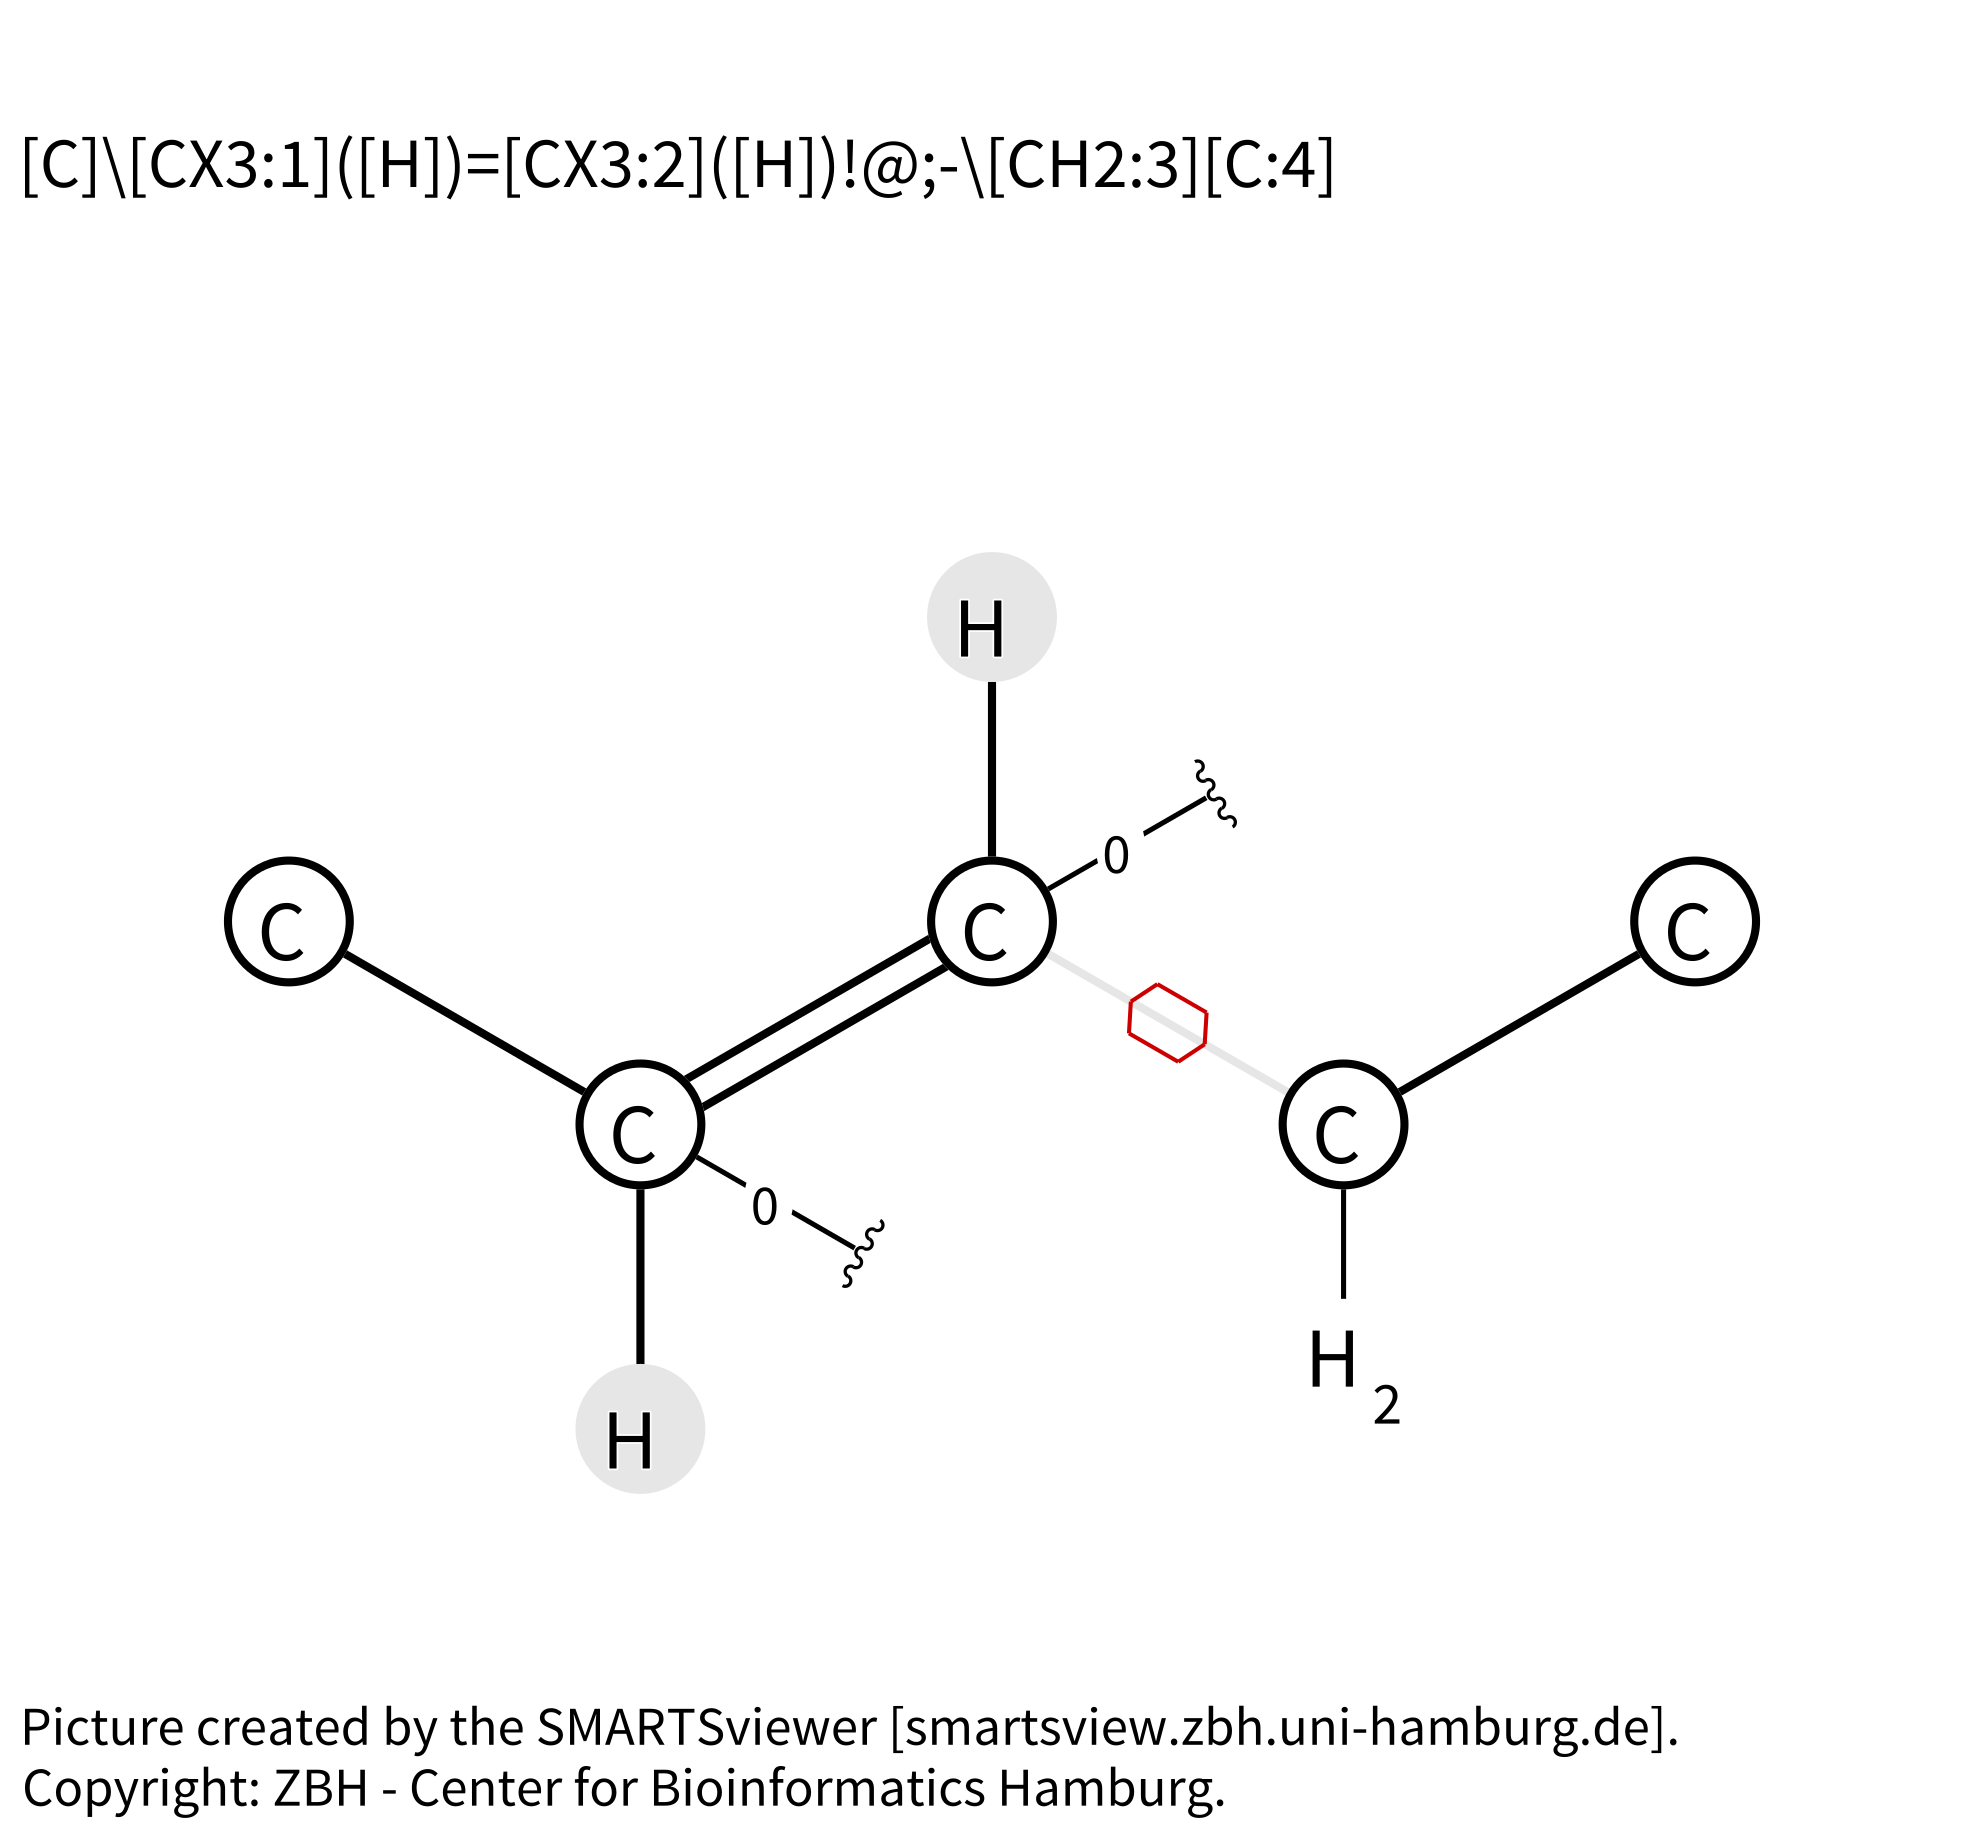 [C]\[CX3:1]([H])=[CX3:2]([H])!@;-\[CH2:3][C:4]
H
0
C C C
C C
0
H 2
H
Picture created by the SMARTSviewer [smartsview.zbh.uni-hamburg.de].
Copyright: ZBH - Center for Bioinformatics Hamburg.